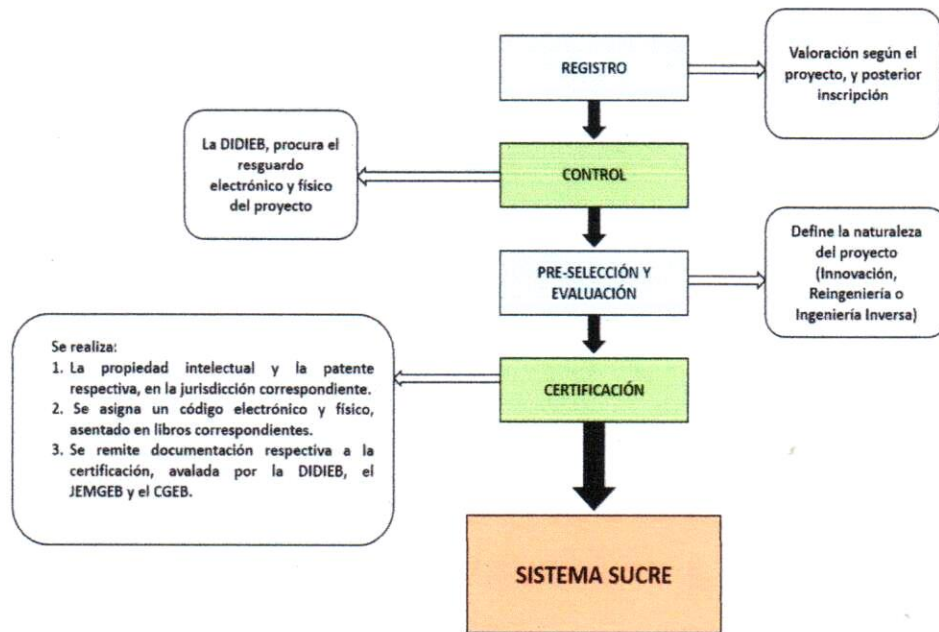 REGISTRO
Valoración según el
proyecto, y posterior
inscripción
La DIDIEB, procura el
resguardo
electrónico y físico
del proyecto
CONTROL
PRE-SELECCIÓN Y
EVALUACIÓN
Define la naturaleza
del proyecto
(Innovación,
Reingeniería o
Ingeniería Inversa)
Se realiza:
1. La propiedad intelectual y la patente
respectiva, en la jurisdicción correspondiente.
2. Se asigna un código electrónico y físico,
asentado en libros correspondientes.
3. Se remite documentación respectiva a la
certificación, avalada por la DIDIEB, el
JEMGEB y el CGEB.
CERTIFICACIÓN
SISTEMA SUCRE